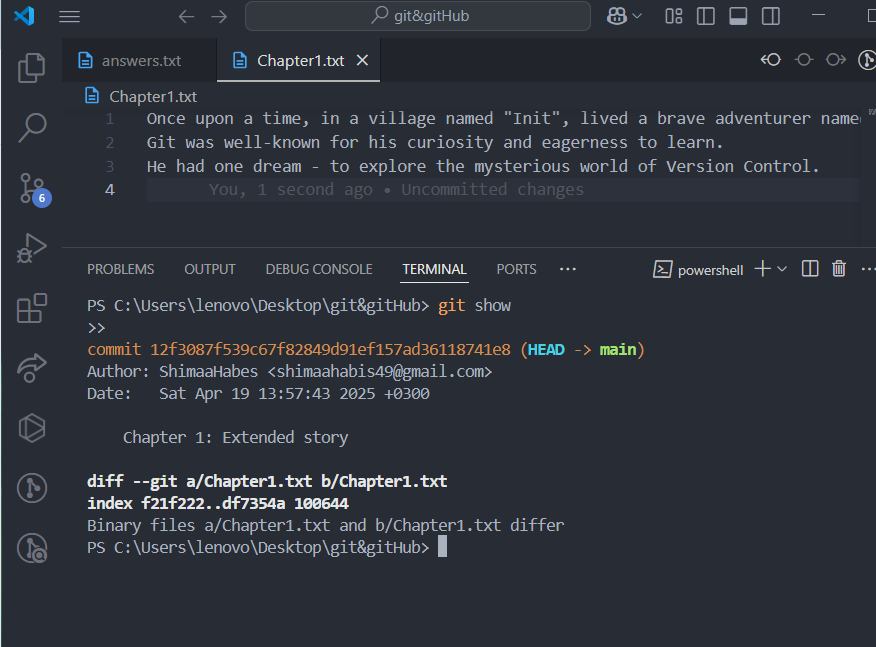 git&gitHub
answers.txt
Chapter1.txt
Chapter1.txt
1 Once upon a time, in a village named "Init", lived a brave adventurer name
2 Git was well-known for his curiosity and eagerness to learn.
3 He had one dream - to explore the mysterious world of Version Control.
4 You, 1 second ago • Uncommitted changes
6
PROBLEMS OUTPUT DEBUG CONSOLE TERMINAL PORTS ··· powershell
PS C:\Users\lenovo\Desktop\git&gitHub> git show
>>
commit 12f3087f539c67f82849d91ef157ad36118741e8 (HEAD -> main)
Author: ShimaaHabes <shimaahabis49@gmail.com>
Date:   Sat Apr 19 13:57:43 2025 +0300
Chapter 1: Extended story
diff --git a/Chapter1.txt b/Chapter1.txt
index f21f222..df7354a 100644
Binary files a/Chapter1.txt and b/Chapter1.txt differ
PS C:\Users\lenovo\Desktop\git&gitHub>